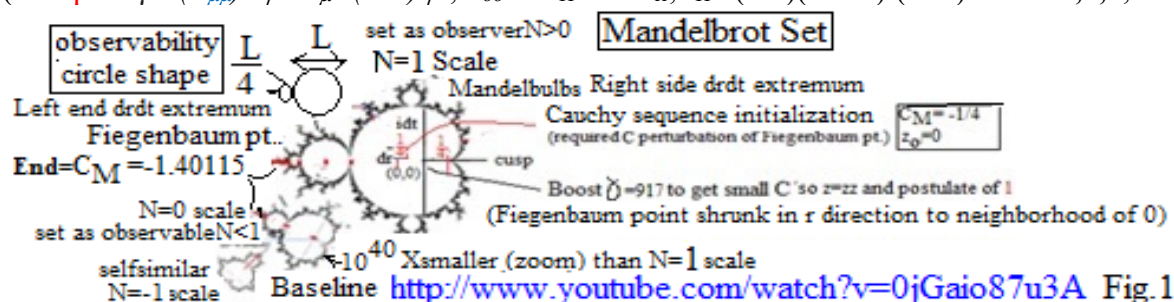 observability
circle shape
L
4
L
set as observerN>0
N=1 Scale
Mandelbrot Set
Mandelbulbs Right side drdt extremum
Left end drdt extremum
Fiegenbaum pt..
End=CM=-1.40115
idt
dr
(0,0)
Cauchy sequence initialization
(required C perturbation of Fiegenbaum pt.)
CM=-1/4
zo=0
cusp
Boost =917 to get small C so z=zz and postulate of 1
(Fiegenbaum point shrunk in r direction to neighborhood of 0)
N=0 scale
set as observableN<1
10^40 Xsmaller (zoom) than N=1 scale
selfsimilar
N=-1 scale
Baseline http://www.youtube.com/watch?v=0jGaio87u3A Fig.1